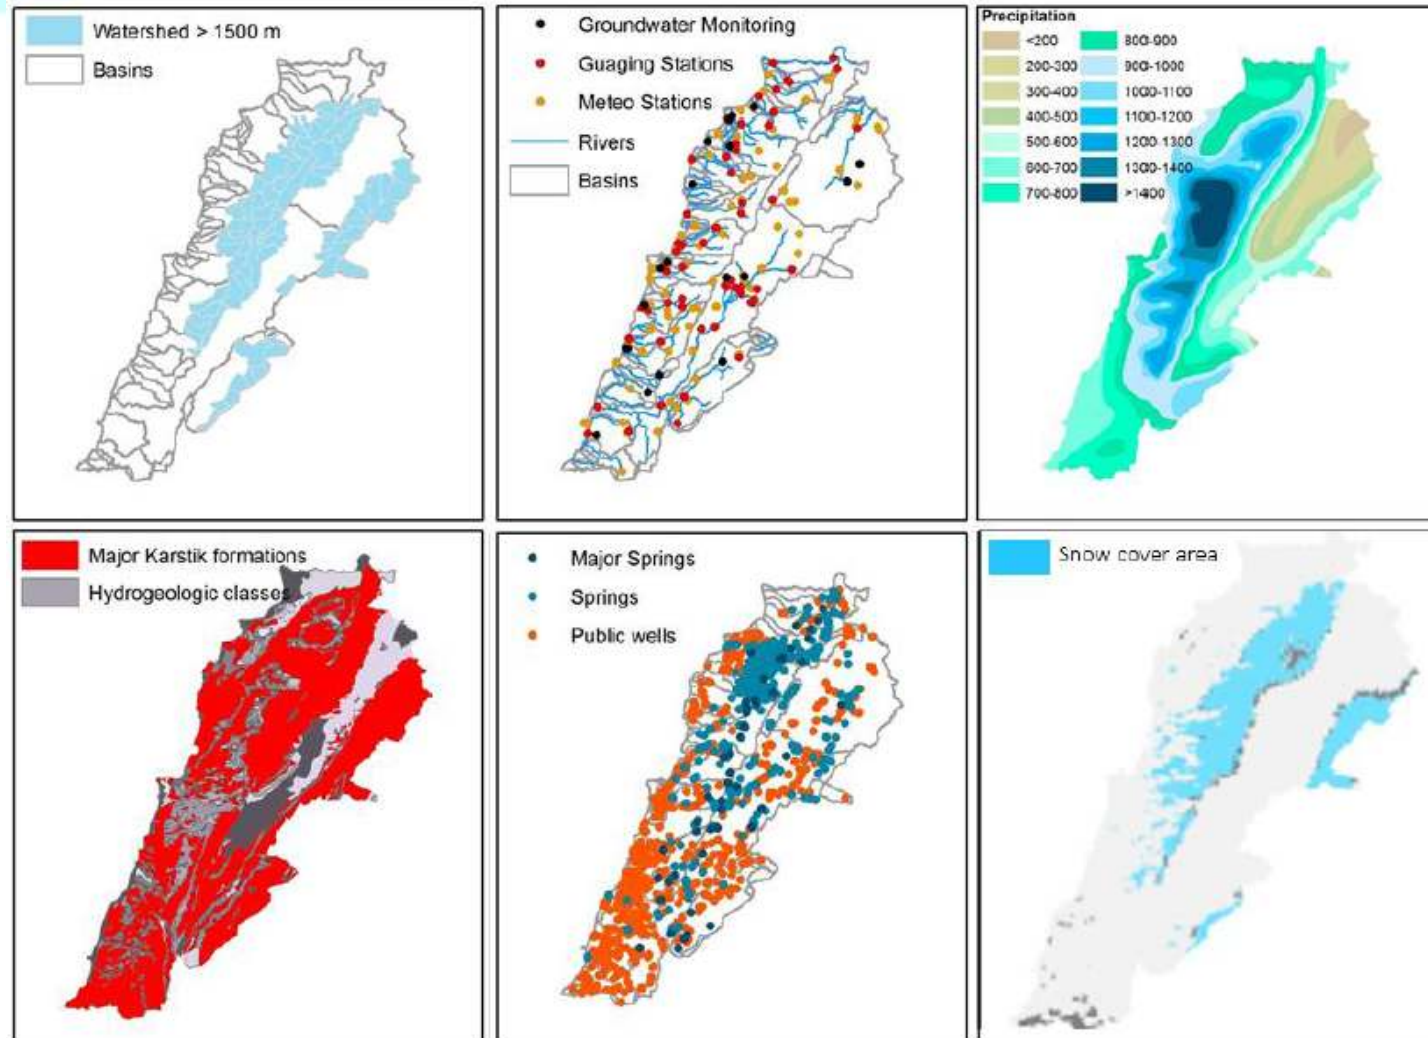 Watershed > 1500 m
Basins
Groundwater Monitoring
Guaging Stations
Meteo Stations
Rivers
Basins
Precipitation
<200
200-300
300-400
400-500
500-600
600-700
700-800
800-900
900-1000
1000-1100
1100-1200
1200-1300
1300-1400
>1400
Major Karstik formations
Hydrogeologic classes
Major Springs
Springs
Public wells
Snow cover area